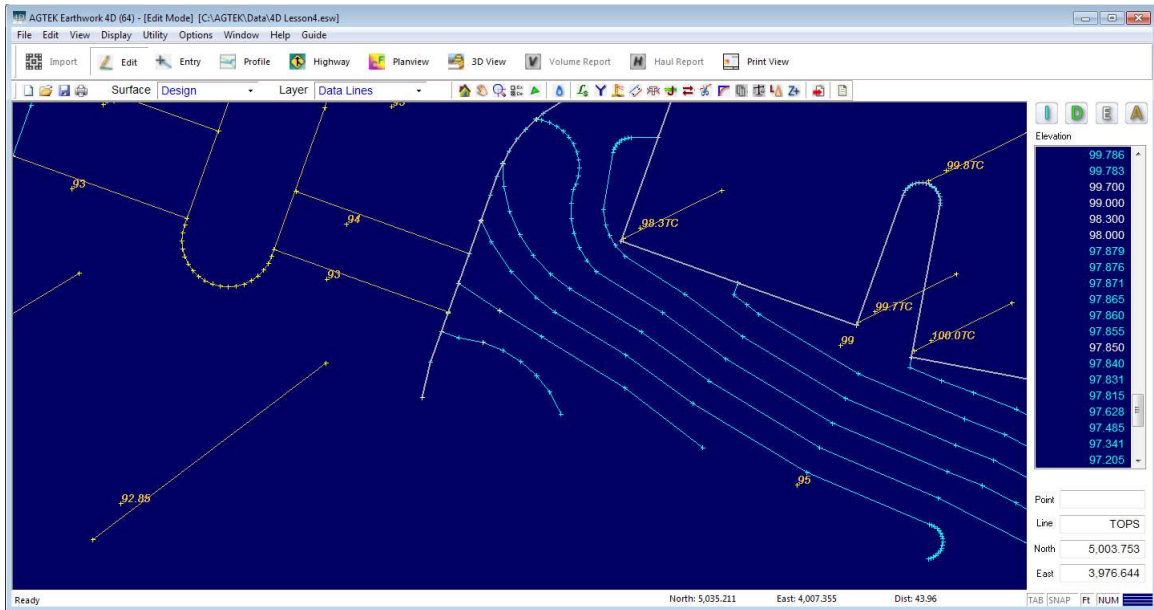 AGTEK Earthwork 4D (64) - [Edit Mode] [C:\AGTEK\Data\4D Lesson4.esw]
File Edit View Display Utility Options Window Help Guide
Import Edit Entry Profile Highway Planview 3D View Volume Report Haul Report Print View
Surface Design Layer Data Lines
I D E A
Elevation
99.786
99.783
99.700
99.000
98.300
98.000
97.879
97.876
97.871
97.865
97.860
97.855
97.850
97.840
97.831
97.815
97.628
97.485
97.341
97.205
99.8TC
93
94
98.3TC
93
99.7TC
99
100.0TC
95
92.85
Point
Line TOPS
North 5,003.753
East 3,976.644
Ready North: 5,035.211 East: 4,007.355 Dist: 43.96 TAB SNAP Ft NUM